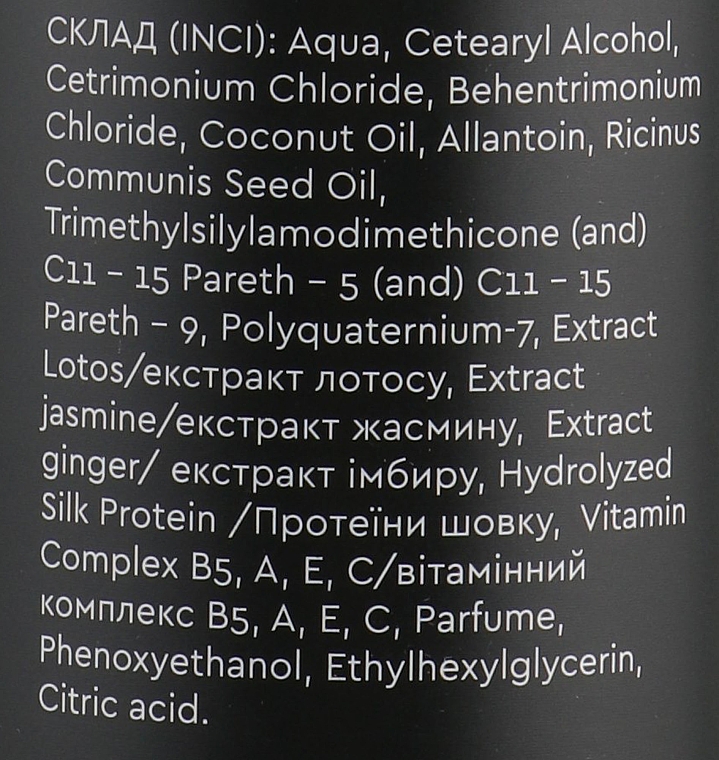 СКЛАД (INCI): Aqua, Cetearyl Alcohol,
Cetrimonium Chloride, Behentrimonium
Chloride, Coconut Oil, Allantoin, Ricinus
Communis Seed Oil,
Trimethylsilylamodimethicone (and)
C11 – 15 Pareth – 5 (and) C11 – 15
Pareth – 9, Polyquaternium-7, Extract
Lotos/екстракт лотосу, Extract
jasmine/екстракт жасмину, Extract
ginger/ екстракт імбиру, Hydrolyzed
Silk Protein /Протеїни шовку, Vitamin
Complex B5, A, E, C/вітамінний
комплекс B5, A, E, C, Parfume,
Phenoxyethanol, Ethylhexylglycerin,
Citric acid.